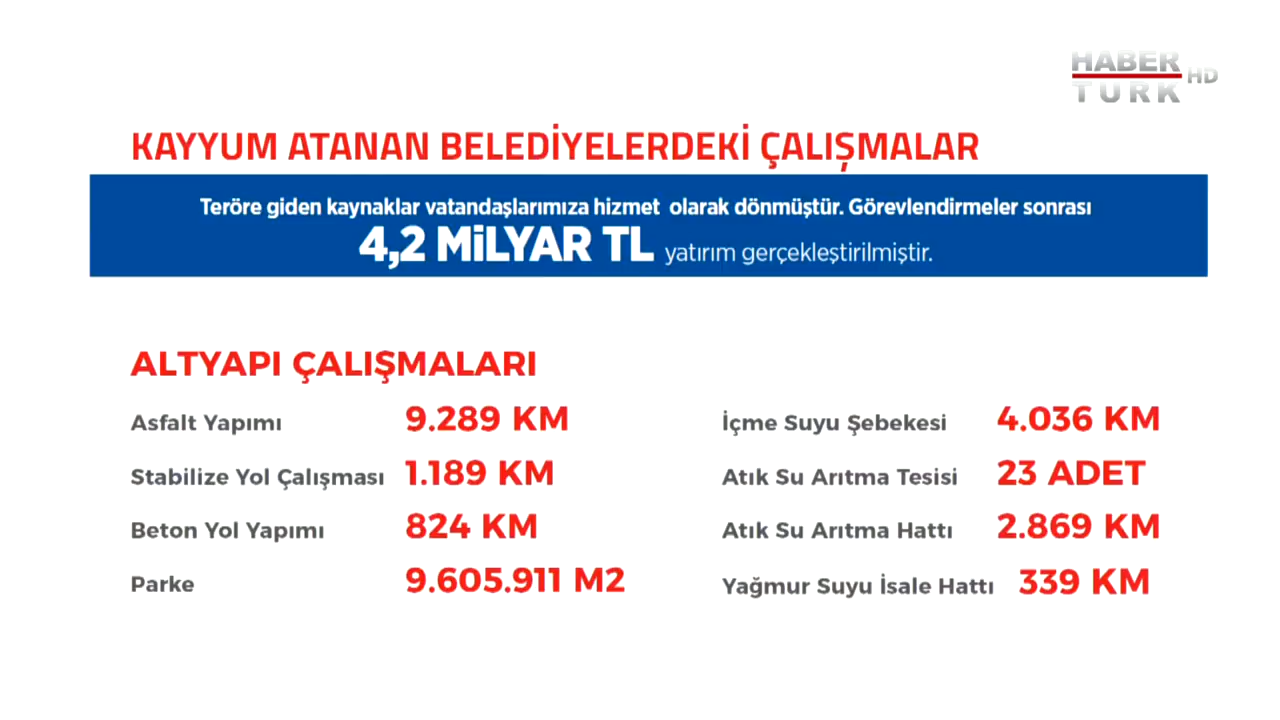 HABER
TURK HD
KAYYUM ATANAN BELEDİYELERDEKİ ÇALIŞMALAR
Teröre giden kaynaklar vatandaşlarımıza hizmet olarak dönmüştür. Görevlendirmeler sonrası
4,2 MİLYAR TL yatırım gerçekleştirilmiştir.
ALTYAPI ÇALIŞMALARI
Asfalt Yapımı 9.289 KM
Stabilize Yol Çalışması 1.189 KM
Beton Yol Yapımı 824 KM
Parke 9.605.911 M2
İçme Suyu Şebekesi 4.036 KM
Atık Su Arıtma Tesisi 23 ADET
Atık Su Arıtma Hattı 2.869 KM
Yağmur Suyu İsale Hattı 339 KM